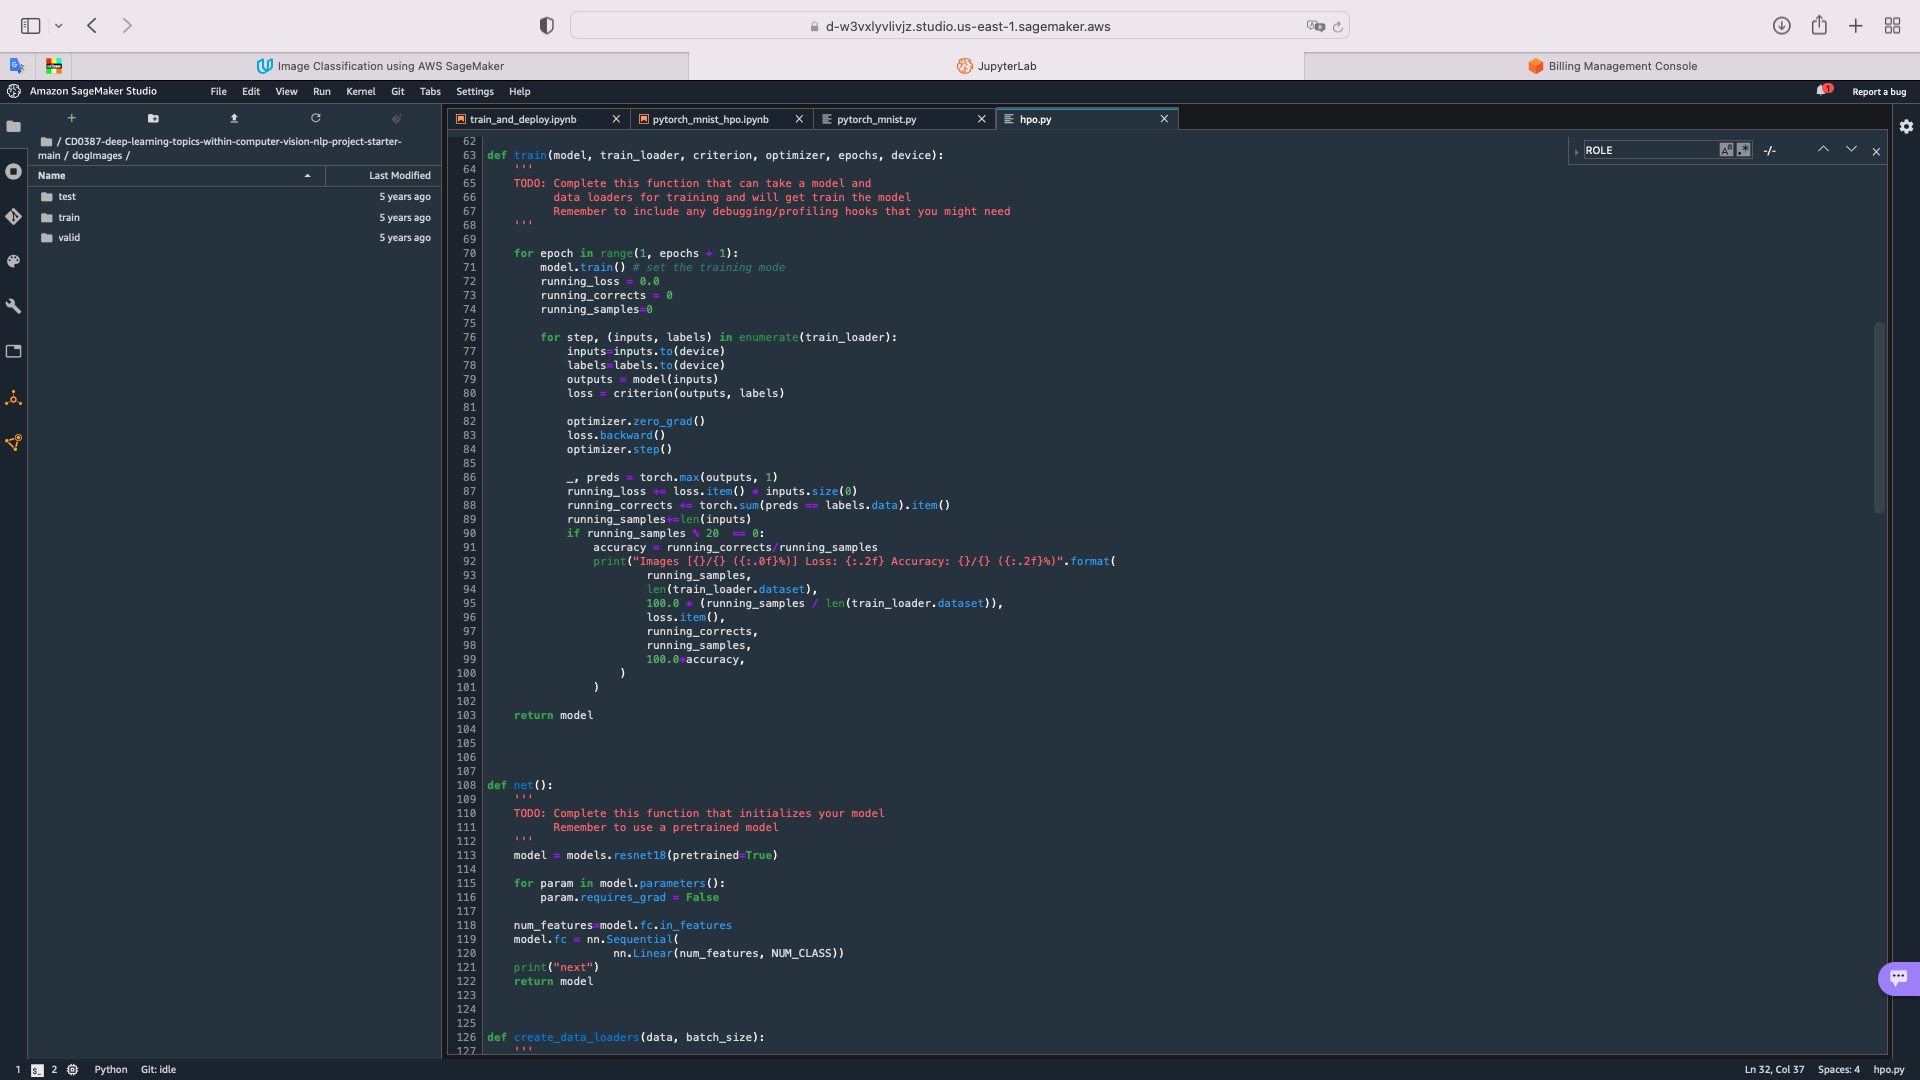 d-w3vxlyvlivjz.studio.us-east-1.sagemaker.aws
Image Classification using AWS SageMaker
JupyterLab
Billing Management Console
Amazon SageMaker Studio
File Edit View Run Kernel Git Tabs Settings Help
1
Report a bug
/ CD0387-deep-learning-topics-within-computer-vision-nlp-project-starter-
main / dogImages /
Name Last Modified
test 5 years ago
train 5 years ago
valid 5 years ago
train_and_deploy.ipynb
pytorch_mnist_hpo.ipynb
pytorch_mnist.py
hpo.py
ROLE
-/-
62
63 def train(model, train_loader, criterion, optimizer, epochs, device):
64     '''
65     TODO: Complete this function that can take a model and
66           data loaders for training and will get train the model
67           Remember to include any debugging/profiling hooks that you might need
68     '''
69
70     for epoch in range(1, epochs + 1):
71         model.train() # set the training mode
72         running_loss = 0.0
73         running_corrects = 0
74         running_samples=0
75
76         for step, (inputs, labels) in enumerate(train_loader):
77             inputs=inputs.to(device)
78             labels=labels.to(device)
79             outputs = model(inputs)
80             loss = criterion(outputs, labels)
81
82             optimizer.zero_grad()
83             loss.backward()
84             optimizer.step()
85
86             _, preds = torch.max(outputs, 1)
87             running_loss += loss.item() * inputs.size(0)
88             running_corrects += torch.sum(preds == labels.data).item()
89             running_samples+=len(inputs)
90             if running_samples % 20  == 0:
91                 accuracy = running_corrects/running_samples
92                 print("Images [{}/{} ({:.0f}%)] Loss: {:.2f} Accuracy: {}/{} ({:.2f}%)".format(
93                         running_samples,
94                         len(train_loader.dataset),
95                         100.0 * (running_samples / len(train_loader.dataset)),
96                         loss.item(),
97                         running_corrects,
98                         running_samples,
99                         100.0*accuracy,
100                     )
101                 )
102
103     return model
104
105
106
107
108 def net():
109     '''
110     TODO: Complete this function that initializes your model
111           Remember to use a pretrained model
112     '''
113     model = models.resnet18(pretrained=True)
114
115     for param in model.parameters():
116         param.requires_grad = False
117
118     num_features=model.fc.in_features
119     model.fc = nn.Sequential(
120                    nn.Linear(num_features, NUM_CLASS))
121     print("next")
122     return model
123
124
125
126 def create_data_loaders(data, batch_size):
127     '''
1 $_ 2 Python Git: idle
Ln 32, Col 37 Spaces: 4 hpo.py